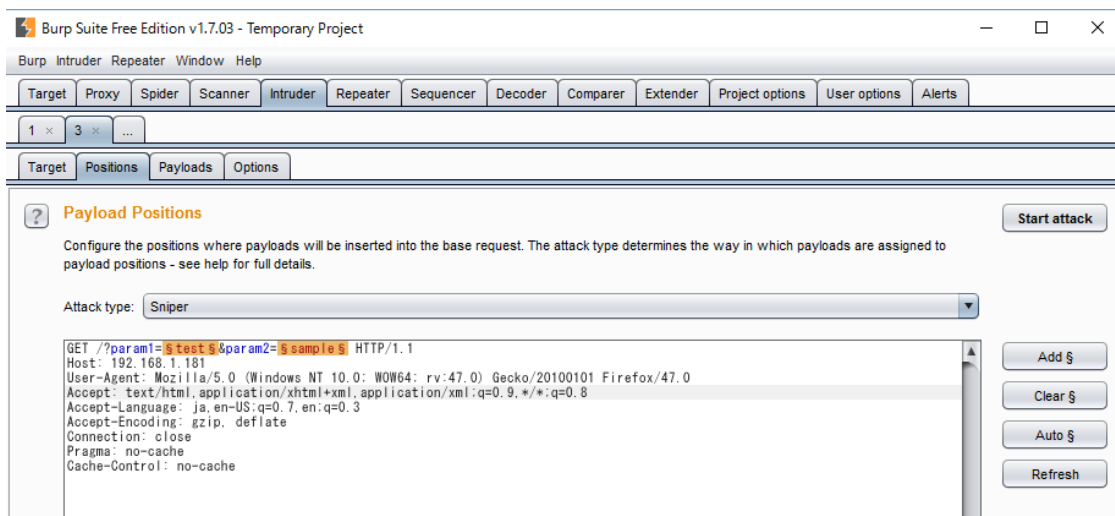 Burp Suite Free Edition v1.7.03 - Temporary Project
Burp Intruder Repeater Window Help
Target Proxy Spider Scanner Intruder Repeater Sequencer Decoder Comparer Extender Project options User options Alerts
1 × 3 × ...
Target Positions Payloads Options
? Payload Positions
Start attack
Configure the positions where payloads will be inserted into the base request. The attack type determines the way in which payloads are assigned to
payload positions - see help for full details.
Attack type: Sniper
GET /?param1=§test§&param2=§sample§ HTTP/1.1
Host: 192.168.1.181
User-Agent: Mozilla/5.0 (Windows NT 10.0; WOW64; rv:47.0) Gecko/20100101 Firefox/47.0
Accept: text/html,application/xhtml+xml,application/xml;q=0.9,*/*;q=0.8
Accept-Language: ja,en-US;q=0.7,en;q=0.3
Accept-Encoding: gzip, deflate
Connection: close
Pragma: no-cache
Cache-Control: no-cache
Add §
Clear §
Auto §
Refresh